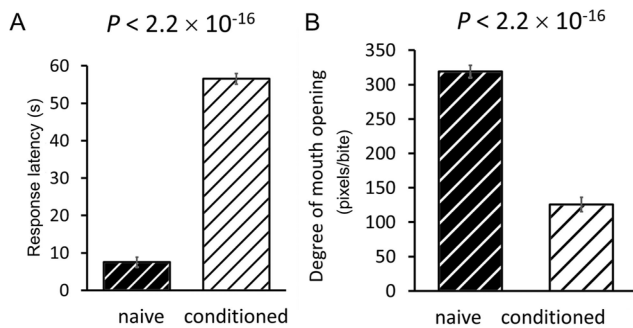 A
P < 2.2 × 10⁻¹⁶
Response latency (s)
60
50
40
30
20
10
0
naive conditioned
B
P < 2.2 × 10⁻¹⁶
Degree of mouth opening
(pixels/bite)
350
300
250
200
150
100
50
0
naive conditioned